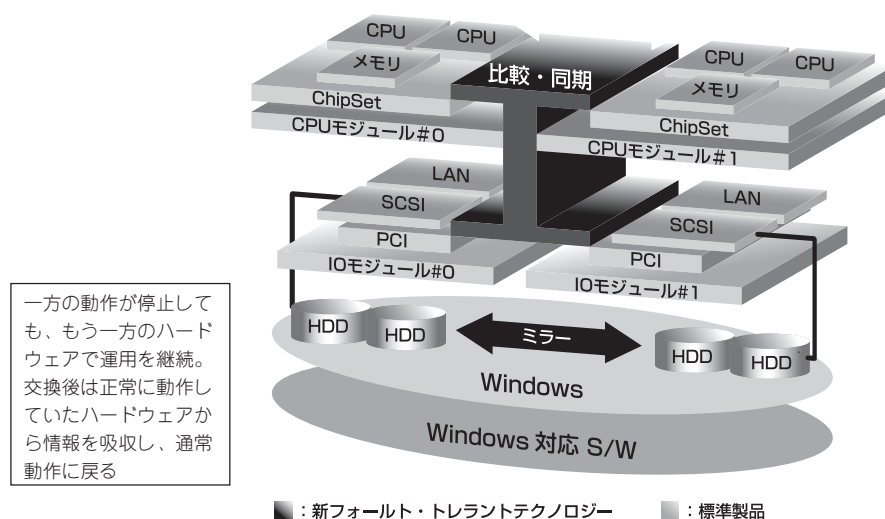 CPU
CPU
メモリ
ChipSet
CPUモジュール#0
比較・同期
CPU
CPU
メモリ
ChipSet
CPUモジュール#1
LAN
SCSI
PCI
IOモジュール#0
LAN
SCSI
PCI
IOモジュール#1
一方の動作が停止して
も、もう一方のハード
ウェアで運用を継続。
交換後は正常に動作し
ていたハードウェアか
ら情報を吸収し、通常
動作に戻る
HDD
HDD
ミラー
HDD
HDD
Windows
Windows 対応 S/W
：新フォールト・トレラントテクノロジー
：標準製品